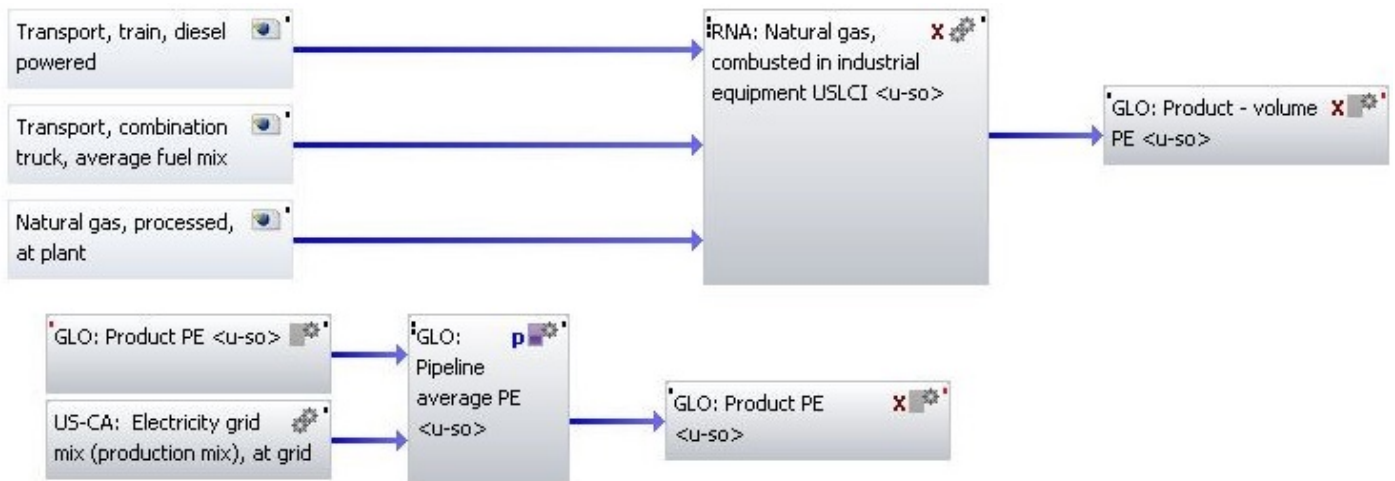 Transport, train, diesel
powered
RNA: Natural gas, X
combusted in industrial
equipment USLCI <u-so>
Transport, combination
truck, average fuel mix
GLO: Product - volume X
PE <u-so>
Natural gas, processed,
at plant
GLO: Product PE <u-so>
GLO: p
Pipeline
average PE
<u-so>
US-CA: Electricity grid
mix (production mix), at grid
GLO: Product PE X
<u-so>